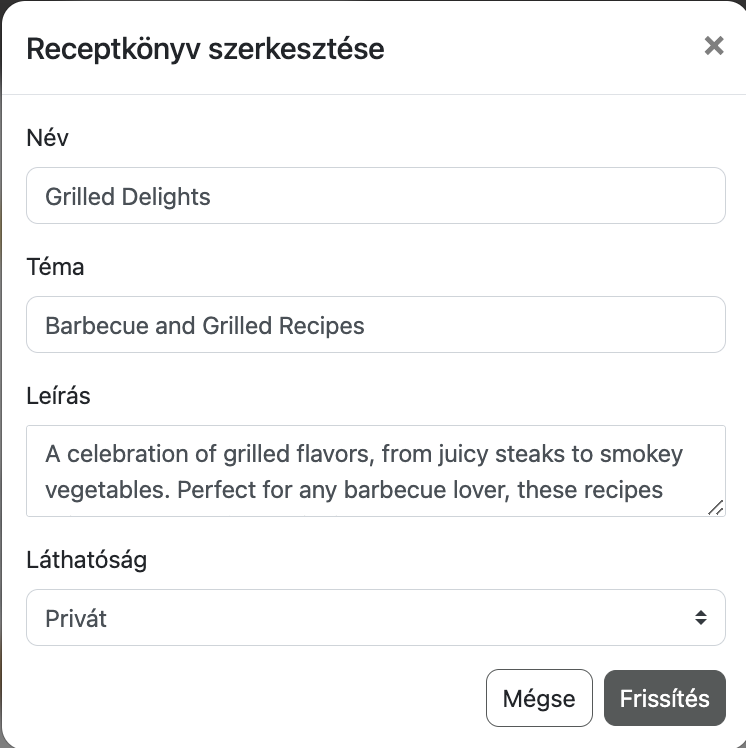 Receptkönyv szerkesztése
Név
Grilled Delights
Téma
Barbecue and Grilled Recipes
Leírás
A celebration of grilled flavors, from juicy steaks to smokey
vegetables. Perfect for any barbecue lover, these recipes
Láthatóság
Privát
Mégse
Frissítés